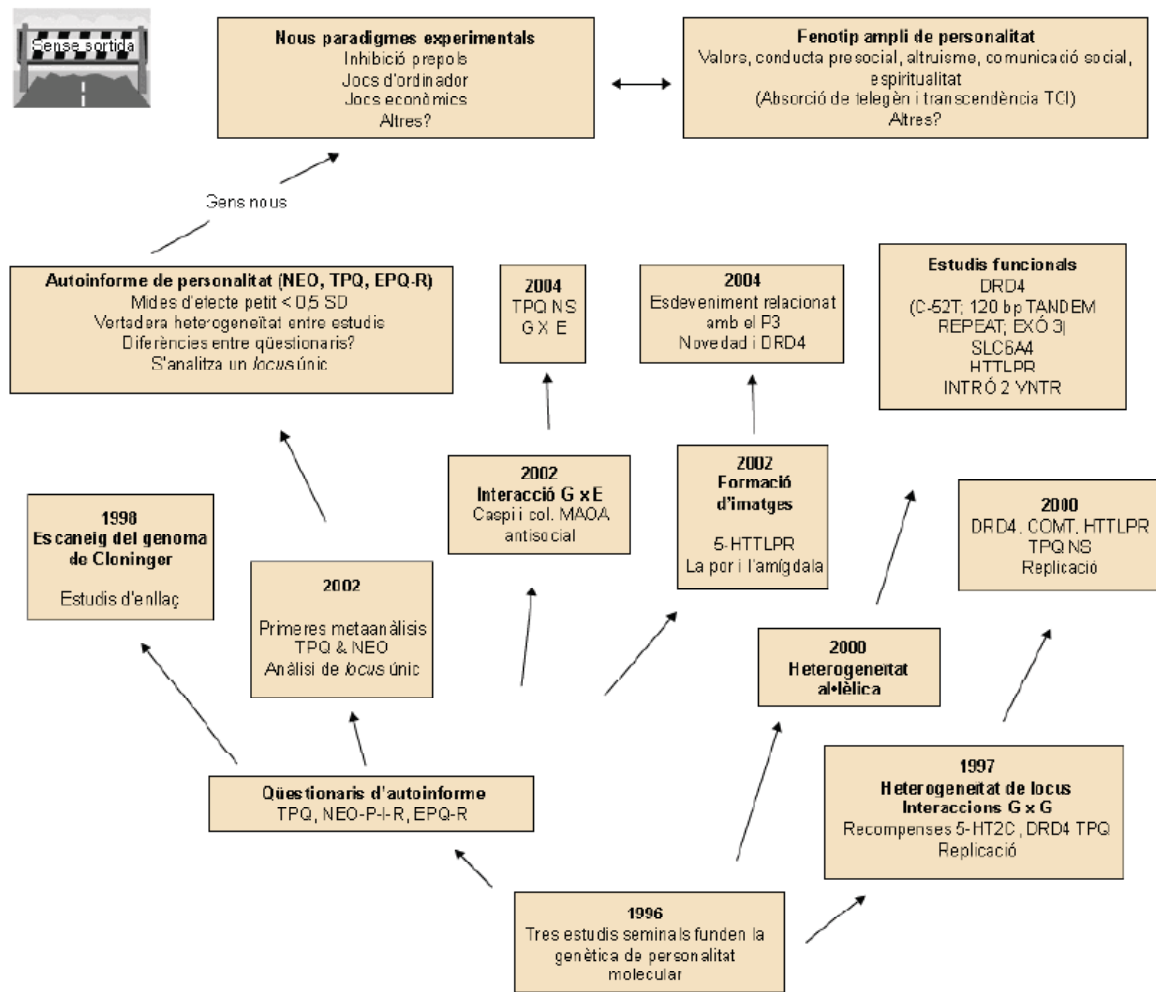 Sense sortida
Nous paradigmes experimentals
Inhibició prepols
Jocs d'ordinador
Jocs econòmics
Altres?
Fenotip ampli de personalitat
Valors, conducta presocial, altruisme, comunicació social,
espiritualitat
(Absorció de telegèn i transcendència TCI)
Altres?
Gens nous
Autoinforme de personalitat (NEO, TPQ, EPQ-R)
Mides d'efecte petit < 0,5 SD
Vertadera heterogeneïtat entre estudis
Diferències entre qüestionaris?
S'analitza un locus únic
2004
TPQ NS
G X E
2004
Esdeveniment relacionat
amb el P3
Novedad i DRD4
Estudis funcionals
DRD4
(C-52T; 120 bp TANDEM
REPEAT; EXÓ 3)
SLC6A4
HTTLPR
INTRÓ 2 VNTR
1998
Escaneig del genoma
de Cloninger
Estudis d'enllaç
2002
Primeres metaanàlisis
TPQ & NEO
Anàlisi de locus únic
2002
Interacció G x E
Caspi i col. MAOA
antisocial
2002
Formació
d'imatges
5-HTTLPR
La por i l'amígdala
2000
DRD4, COMT, HTTLPR
TPQ NS
Replicació
2000
Heterogeneïtat
al•lèlica
Qüestionaris d'autoinforme
TPQ, NEO-P-I-R, EPQ-R
1997
Heterogeneïtat de locus
Interaccions G x G
Recompenses 5-HT2C, DRD4 TPQ
Replicació
1996
Tres estudis seminals funden la
genètica de personalitat
molecular